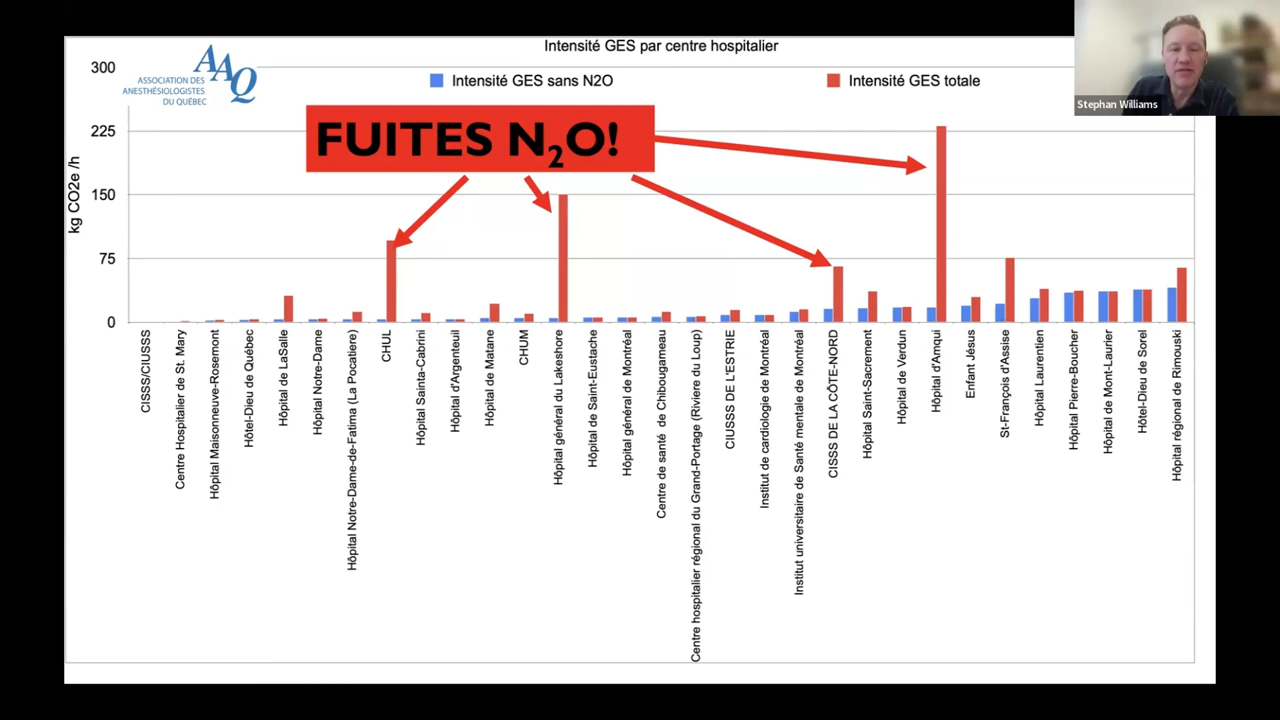 Intensité GES par centre hospitalier
AAQ
ASSOCIATION DES
ANESTHÉSIOLOGISTES
DU QUÉBEC
Intensité GES sans N2O
Intensité GES totale
Stephan Williams
FUITES N₂O!
kg CO2e /h
300
225
150
75
0
CISSS/CIUSSS
Centre Hospitalier de St. Mary
Hôpital Maisonneuve-Rosemont
Hôtel-Dieu de Québec
Hôpital de LaSalle
Hôpital Notre-Dame
Hôpital Notre-Dame-de-Fatima (La Pocatiere)
CHUL
Hôpital Sainta-Cabrini
Hôpital d'Argenteuil
Hôpital de Matane
CHUM
Hôpital général du Lakeshore
Hôpital de Saint-Eustache
Hôpital général de Montréal
Centre de santé de Chibougameau
Centre hospitalier régional du Grand-Portage (Riviere du Loup)
CIUSSS DE L'ESTRIE
Institut de cardiologie de Montréal
Institut universitaire de Santé mentale de Montréal
CISSS DE LA CÔTE-NORD
Hôpital Saint-Sacrement
Hôpital de Verdun
Hôpital d'Amqui
Enfant Jésus
St-François d'Assise
Hôpital Laurentien
Hôpital Pierre-Boucher
Hôpital de Mont-Laurier
Hôtel-Dieu de Sorel
Hôpital régional de Rimouski